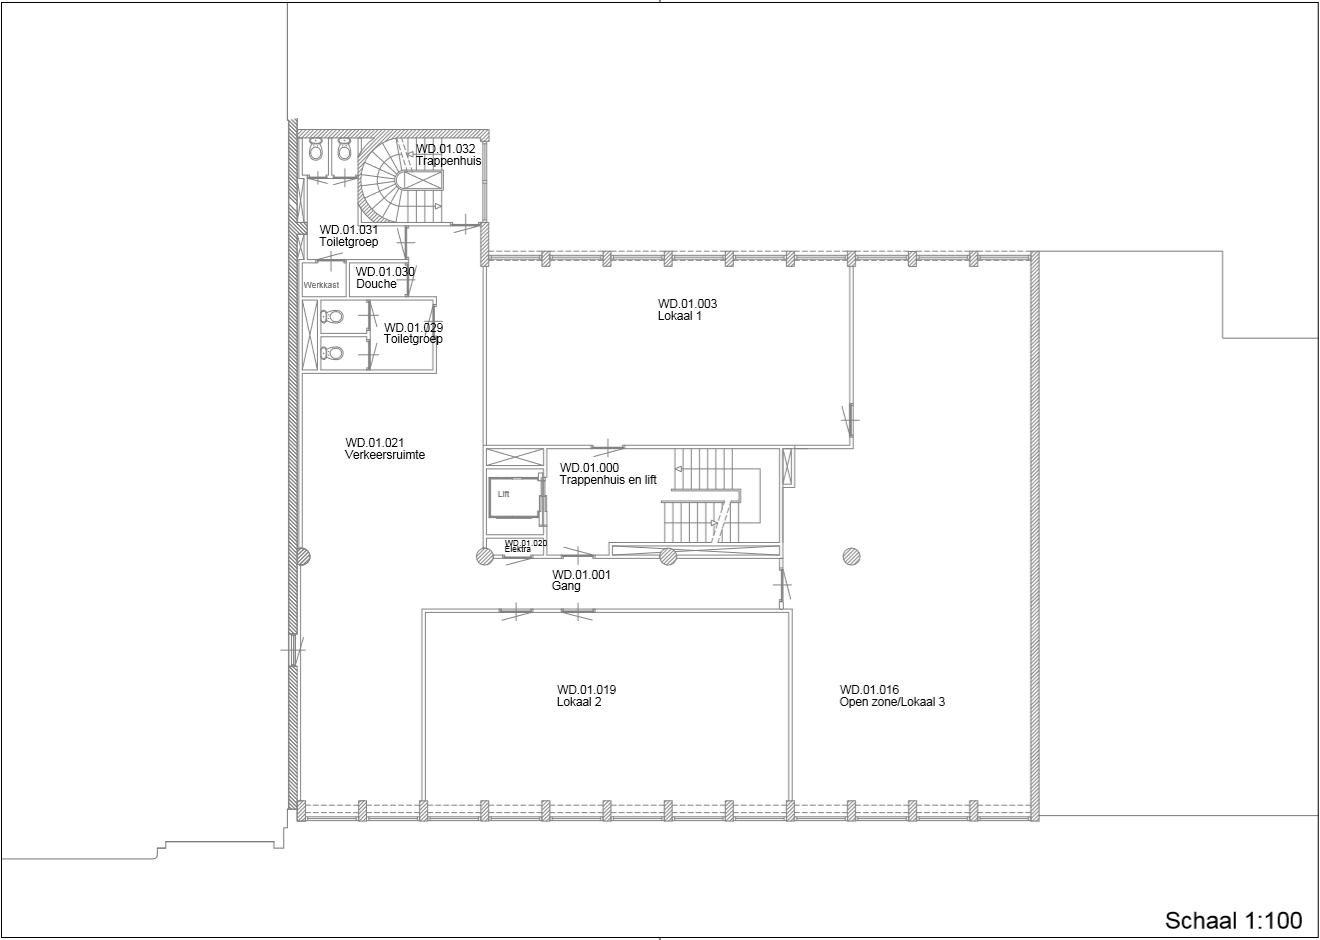 WD.01.032
Trappenhuis
WD.01.031
Toiletgroep
WD.01.030
Douche
Werkkast
WD.01.029
Toiletgroep
WD.01.003
Lokaal 1
WD.01.021
Verkeersruimte
WD.01.000
Trappenhuis en lift
Lift
WD.01.020
Elektra
WD.01.001
Gang
WD.01.019
Lokaal 2
WD.01.016
Open zone/Lokaal 3
Schaal 1:100